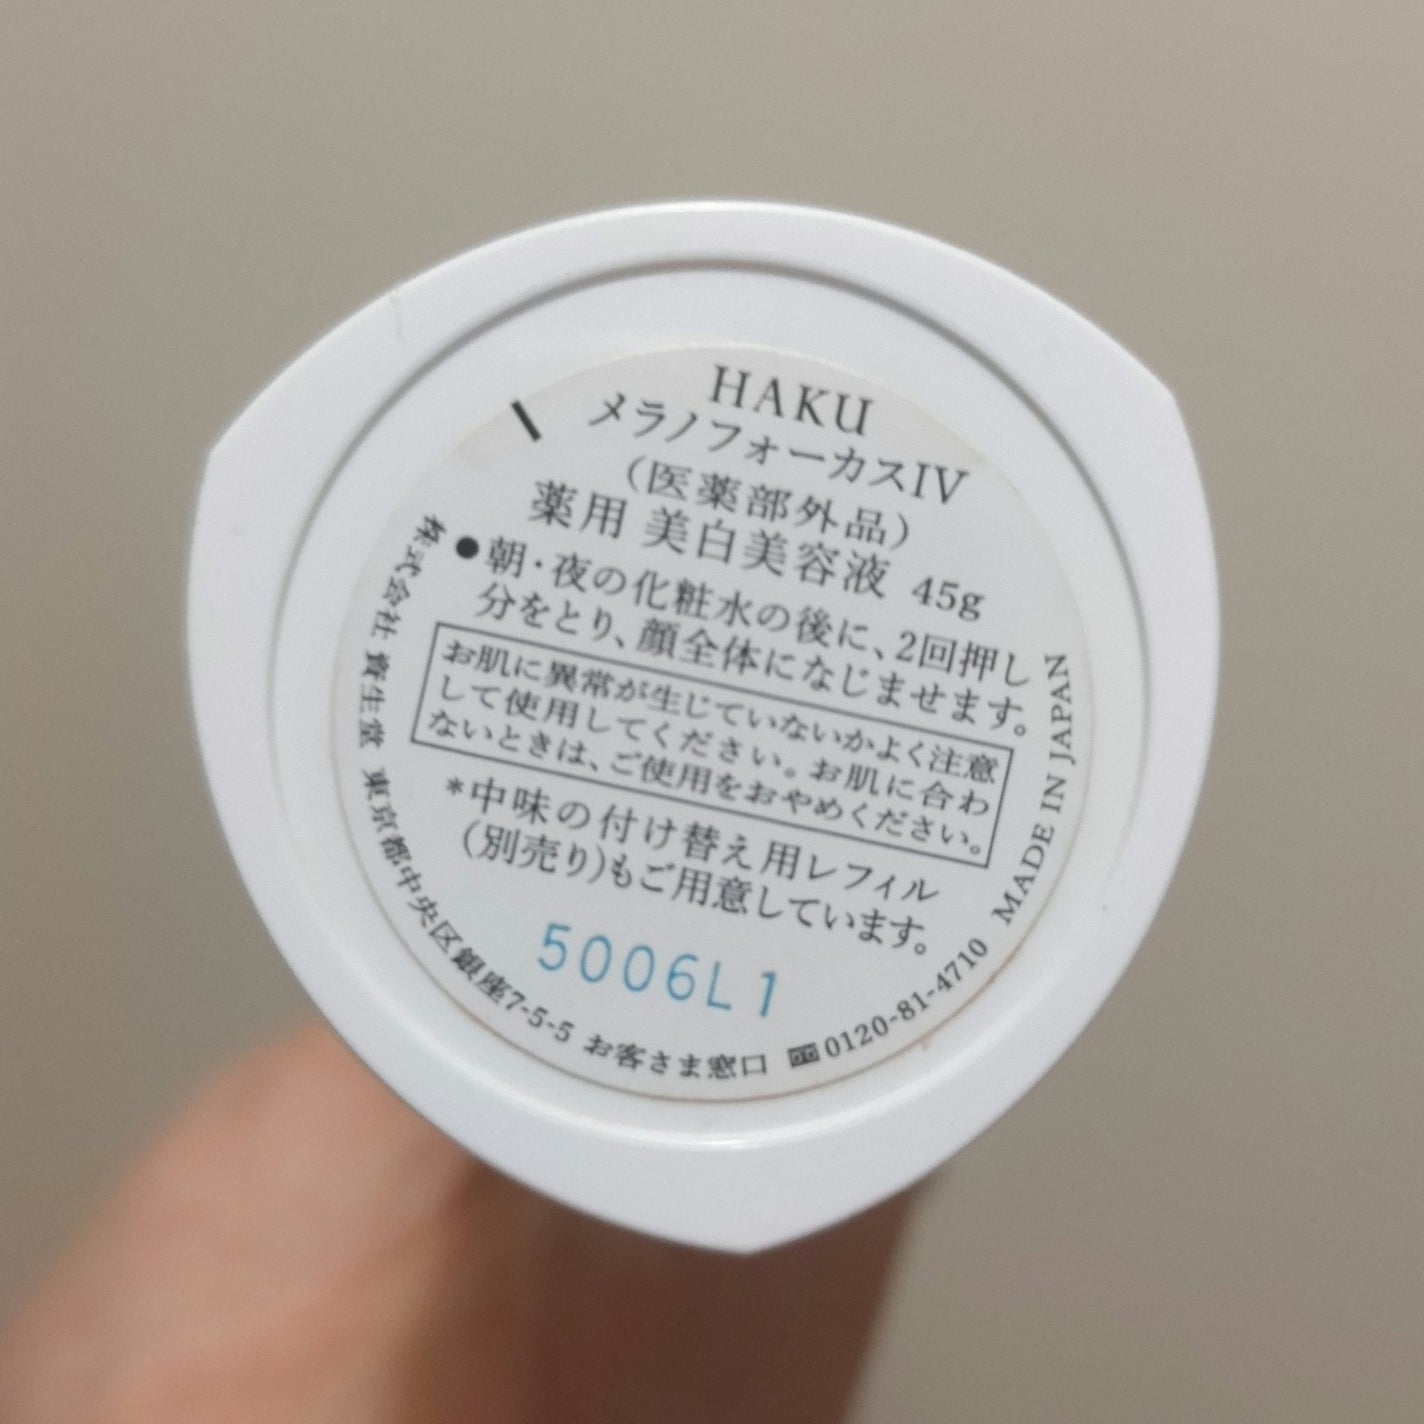 HAKU
メラノフォーカスIV
(医薬部外品)
薬用 美白美容液 45g
●朝・夜の化粧水の後に、2回押し
分をとり、顔全体になじませます。
お肌に異常が生じていないかよく注意
して使用してください。お肌に合わ
ないときは、ご使用をおやめください。
*中味の付け替え用レフィル
(別売り)もご用意しています。
5006L1
株式会社 資生堂 東京都中央区銀座7-5-5 お客さま窓口 0120-81-4710 MADE IN JAPAN